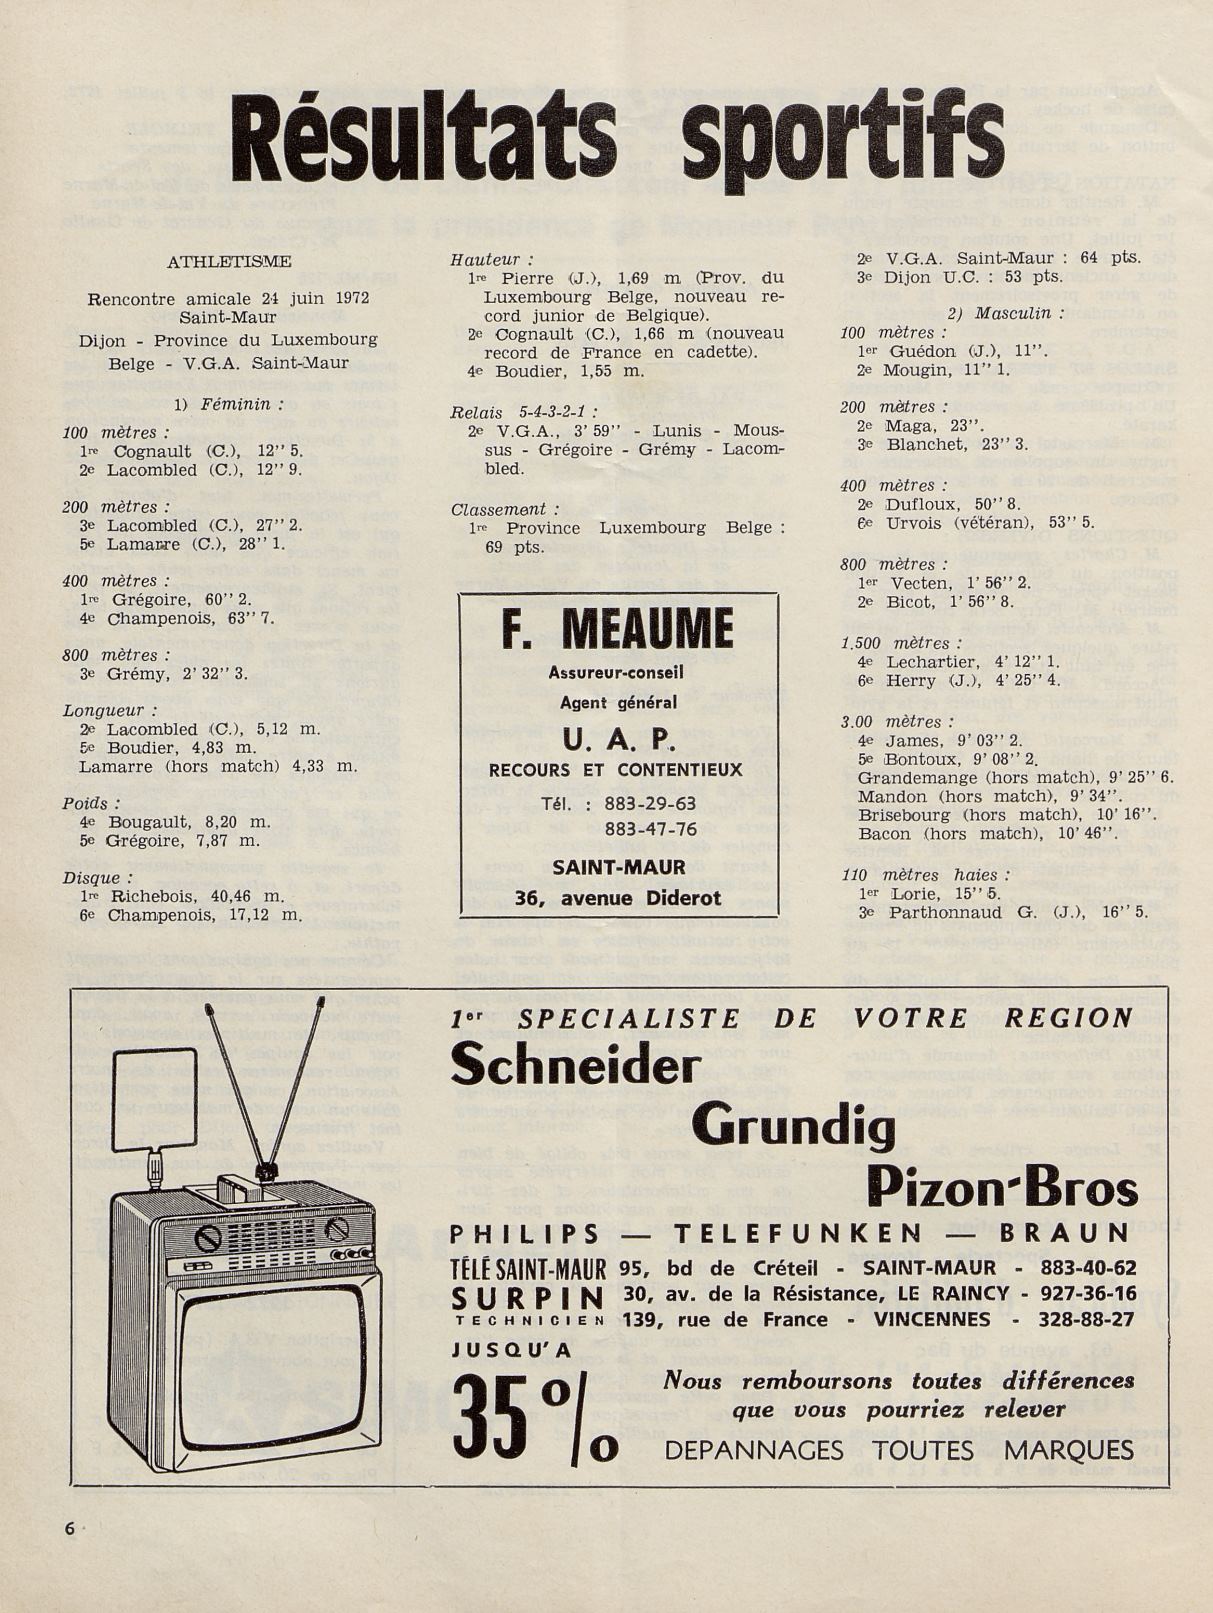 Résultats sportifs
ATHLETISME
Rencontre amicale 24 juin 1972
Saint-Maur
Dijon - Province du Luxembourg
Belge - V.G.A. Saint-Maur
1) Féminin :
100 mètres :
1re Cognault (C.), 12'' 5.
2e Lacombled (C.), 12'' 9.
200 mètres :
3e Lacombled (C.), 27'' 2.
5e Lamarre (C.), 28'' 1.
400 mètres :
1re Grégoire, 60'' 2.
4e Champenois, 63'' 7.
800 mètres :
3e Grémy, 2' 32'' 3.
Longueur :
2e Lacombled (C.), 5,12 m.
5e Boudier, 4,83 m.
Lamarre (hors match) 4,33 m.
Poids :
4e Bougault, 8,20 m.
5e Grégoire, 7,87 m.
Disque :
1re Richebois, 40,46 m.
6e Champenois, 17,12 m.
Hauteur :
1re Pierre (J.), 1,69 m (Prov. du
Luxembourg Belge, nouveau re-
cord junior de Belgique).
2e Cognault (C.), 1,66 m (nouveau
record de France en cadette).
4e Boudier, 1,55 m.
Relais 5-4-3-2-1 :
2e V.G.A., 3' 59'' - Lunis - Mous-
sus - Grégoire - Grémy - Lacom-
bled.
Classement :
1re Province Luxembourg Belge :
69 pts.
F. MEAUME
Assureur-conseil
Agent général
U. A. P.
RECOURS ET CONTENTIEUX
Tél. : 883-29-63
883-47-76
SAINT-MAUR
36, avenue Diderot
2e V.G.A. Saint-Maur : 64 pts.
3e Dijon U.C. : 53 pts.
2) Masculin :
100 mètres :
1er Guédon (J.), 11''.
2e Mougin, 11'' 1.
200 mètres :
2e Maga, 23''.
3e Blanchet, 23'' 3.
400 mètres :
2e Dufloux, 50'' 8.
6e Urvois (vétéran), 53'' 5.
800 mètres :
1er Vecten, 1' 56'' 2.
2e Bicot, 1' 56'' 8.
1.500 mètres :
4e Lechartier, 4' 12'' 1.
6e Herry (J.), 4' 25'' 4.
3.00 mètres :
4e James, 9' 03'' 2.
5e Bontoux, 9' 08'' 2.
Grandemange (hors match), 9' 25'' 6.
Mandon (hors match), 9' 34''.
Brisebourg (hors match), 10' 16''.
Bacon (hors match), 10' 46''.
110 mètres haies :
1er Lorie, 15'' 5.
3e Parthonnaud G. (J.), 16'' 5.
1er SPECIALISTE DE VOTRE REGION
Schneider
Grundig
Pizon-Bros
PHILIPS — TELEFUNKEN — BRAUN
TÉLÉ SAINT-MAUR 95, bd de Créteil - SAINT-MAUR - 883-40-62
SURPIN 30, av. de la Résistance, LE RAINCY - 927-36-16
TECHNICIEN 139, rue de France - VINCENNES - 328-88-27
JUSQU'A
35 %
Nous remboursons toutes différences
que vous pourriez relever
DEPANNAGES TOUTES MARQUES
6